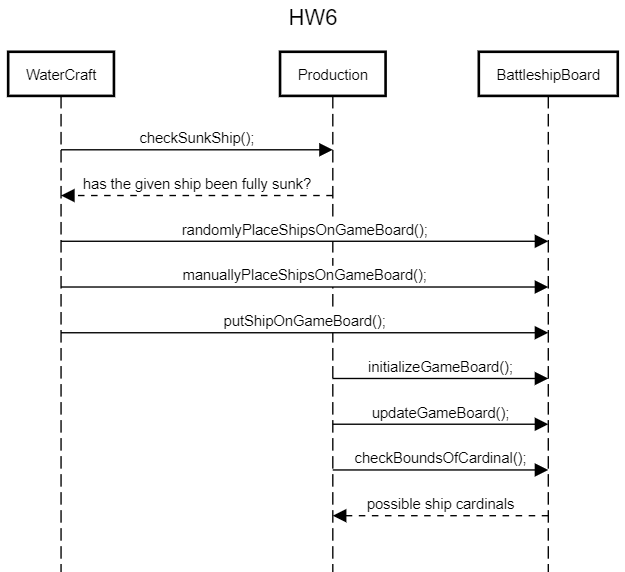 HW6
WaterCraft
Production
BattleshipBoard
checkSunkShip();
has the given ship been fully sunk?
randomlyPlaceShipsOnGameBoard();
manuallyPlaceShipsOnGameBoard();
putShipOnGameBoard();
initializeGameBoard();
updateGameBoard();
checkBoundsOfCardinal();
possible ship cardinals